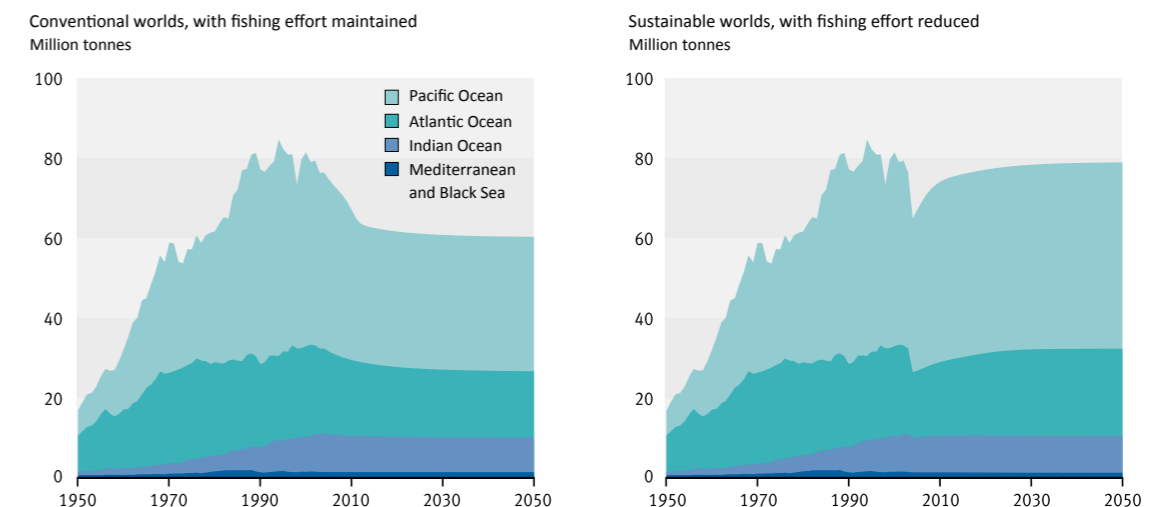 Conventional worlds, with fishing effort maintained
Million tonnes
100
80
60
40
20
0
1950 1970 1990 2010 2030 2050
Pacific Ocean
Atlantic Ocean
Indian Ocean
Mediterranean
and Black Sea
Sustainable worlds, with fishing effort reduced
Million tonnes
100
80
60
40
20
0
1950 1970 1990 2010 2030 2050